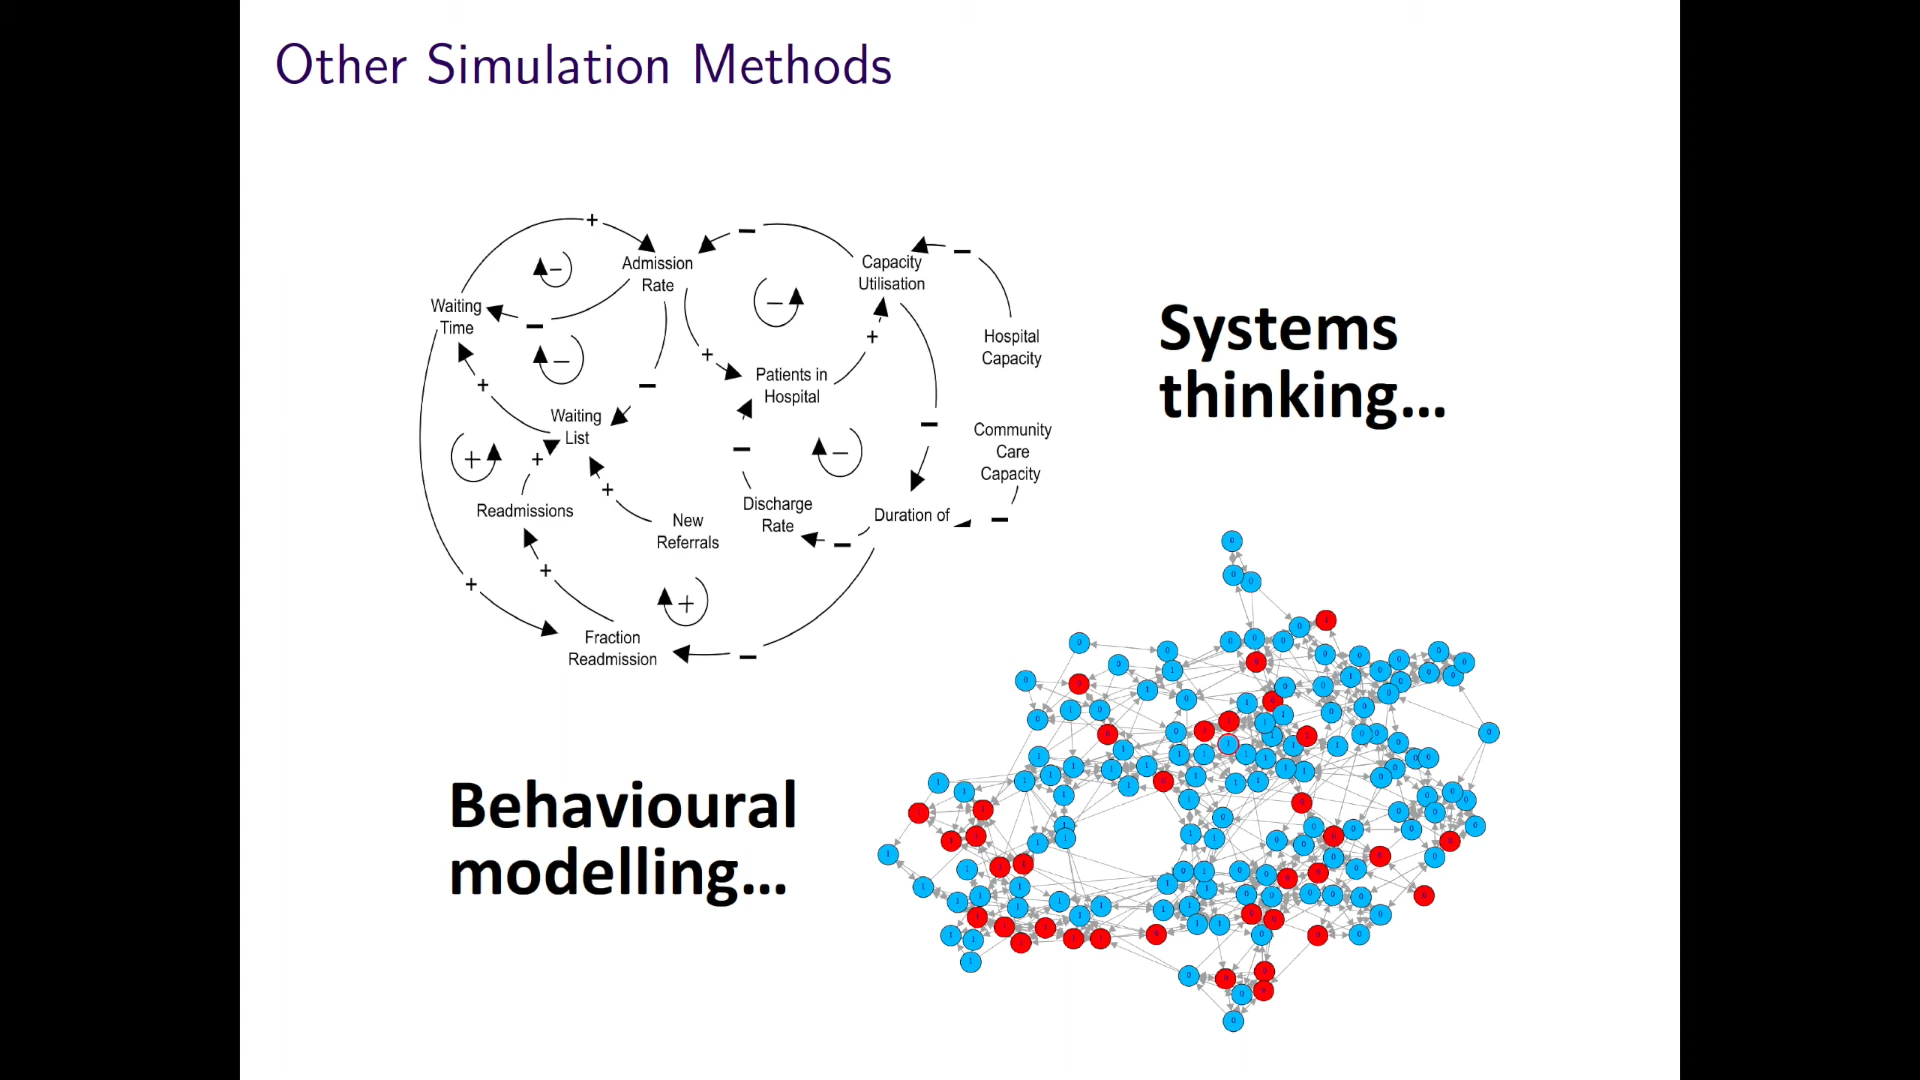 Other Simulation Methods
+
−
Admission
Rate
Capacity
Utilisation
−
−
−
Waiting
Time
−
−
+
Hospital
Capacity
+
Patients in
Hospital
+
−
Waiting
List
−
Community
Care
Capacity
+
+
−
−
Readmissions
+
New
Referrals
Discharge
Rate
Duration of
−
−
+
+
+
Fraction
Readmission
−
Systems
thinking...
Behavioural
modelling...